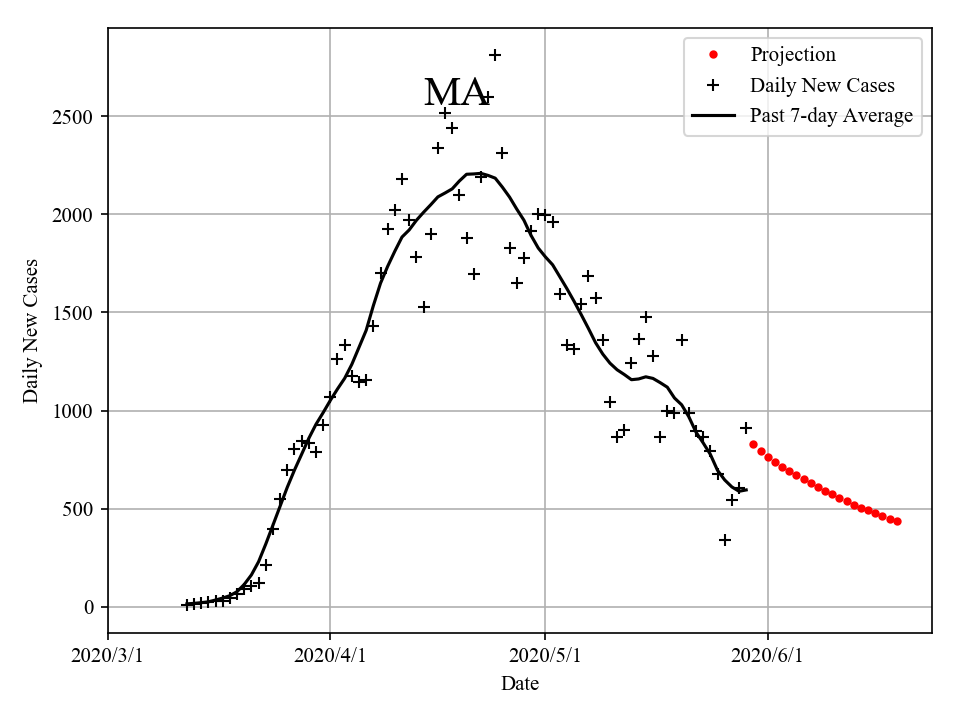 MA
Projection
Daily New Cases
Past 7-day Average
Daily New Cases
2500
2000
1500
1000
500
0
2020/3/1
2020/4/1
2020/5/1
2020/6/1
Date